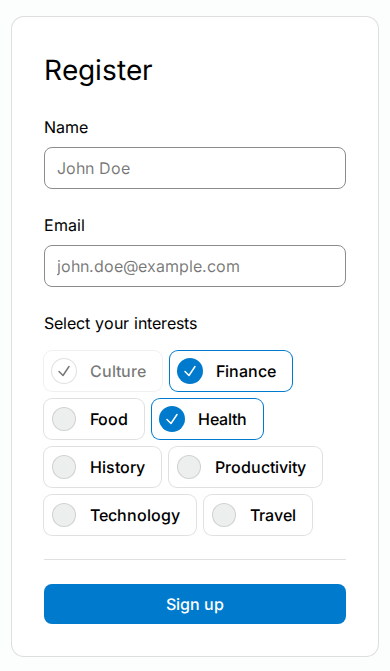 Register
Name
John Doe
Email
john.doe@example.com
Select your interests
Culture Finance
Food Health
History Productivity
Technology Travel
Sign up